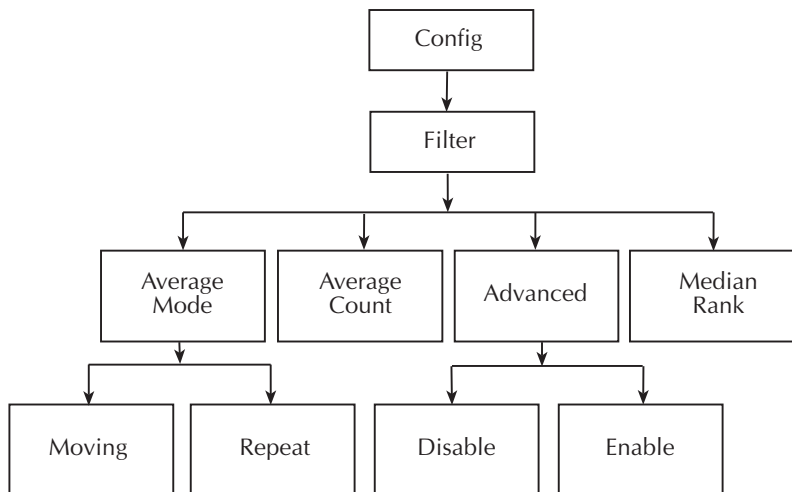 Config
Filter
Average
Mode
Average
Count
Advanced
Median
Rank
Moving
Repeat
Disable
Enable